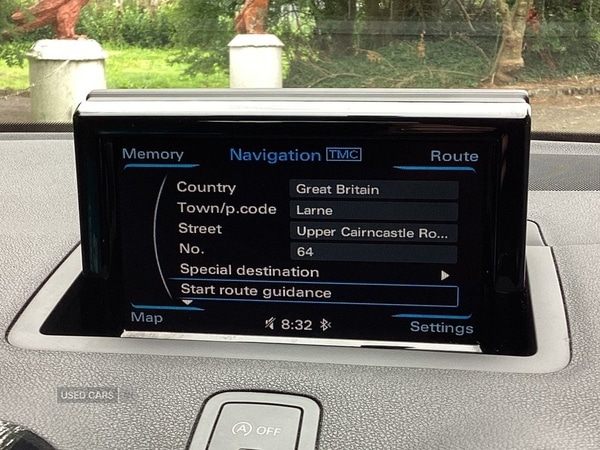 Memory Navigation TMC Route
Country Great Britain
Town/p.code Larne
Street Upper Cairncastle Ro...
No. 64
Special destination
Start route guidance
Map 8:32 Settings
USED CARS
A OFF